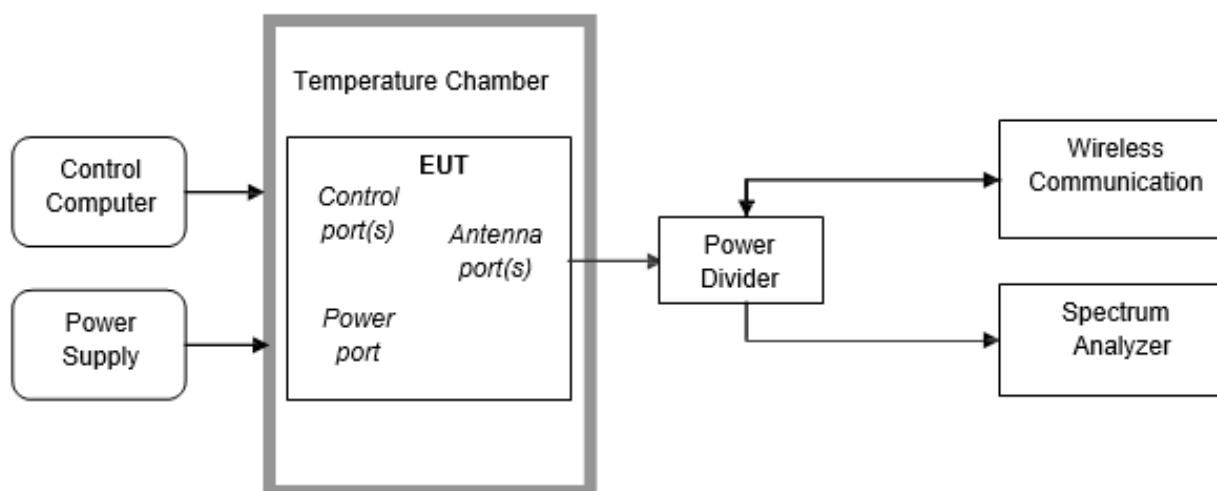 Temperature Chamber
Control
Computer
Power
Supply
EUT
Control
port(s)
Antenna
port(s)
Power
port
Power
Divider
Wireless
Communication
Spectrum
Analyzer